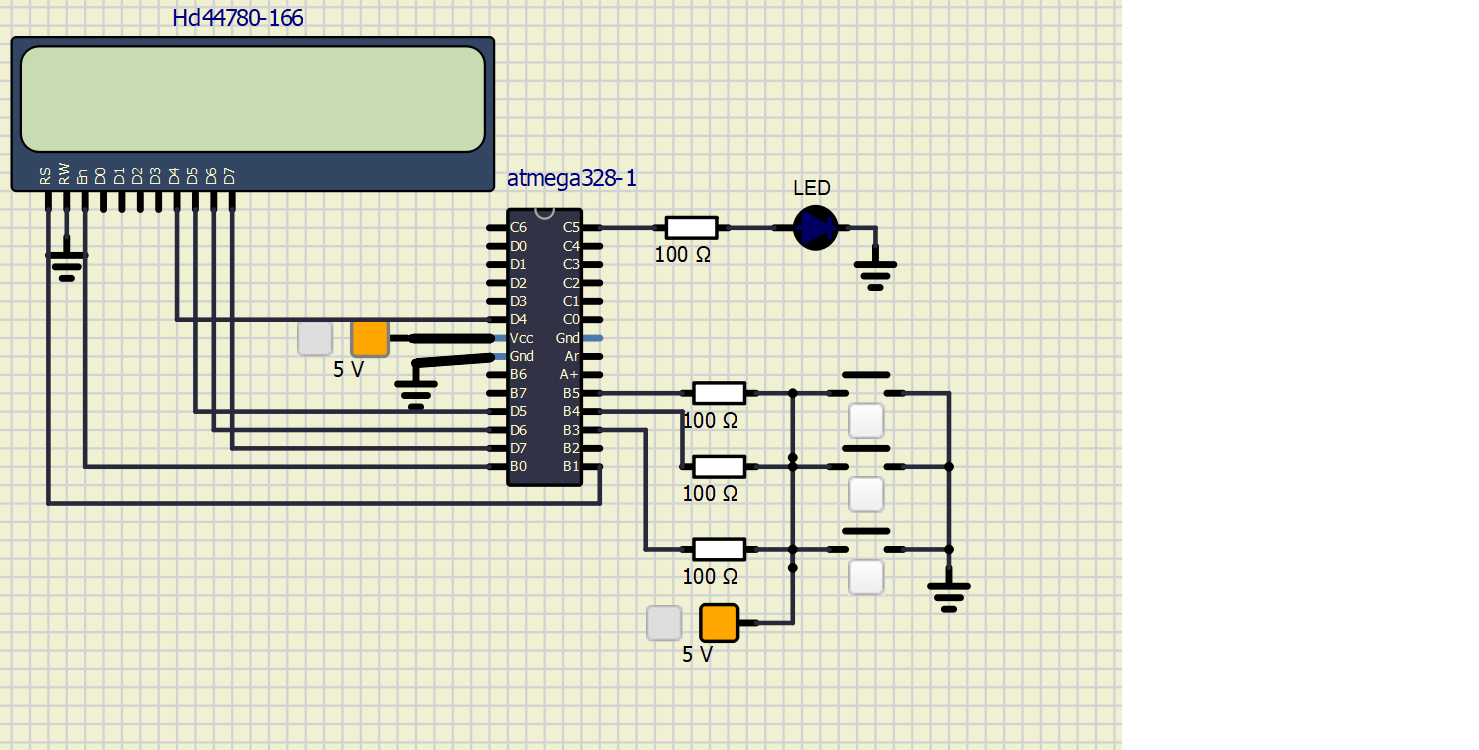 Hd44780-166
RS RW En D0 D1 D2 D3 D4 D5 D6 D7
atmega328-1
LED
C6 C5
100 Ω
D0 C4
D1 C3
D2 C2
D3 C1
D4 C0
Vcc Gnd
5 V
Gnd Ar
B6 A+
B7 B5
D5 B4
100 Ω
D6 B3
D7 B2
B0 B1
100 Ω
100 Ω
5 V